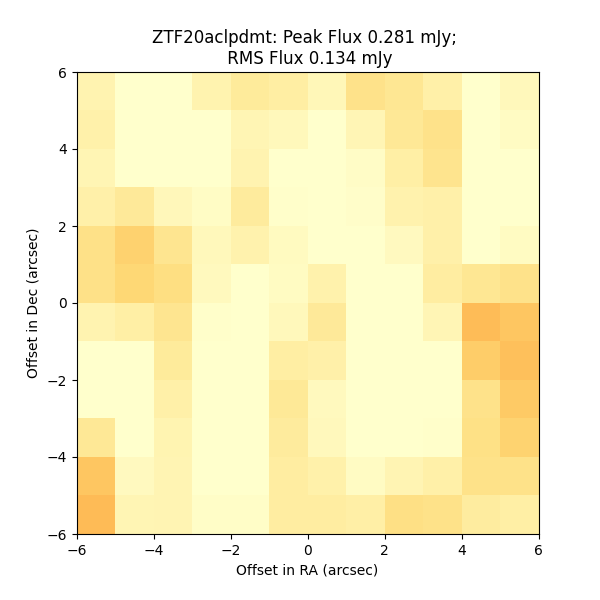 ZTF20aclpdmt: Peak Flux 0.281 mJy;
RMS Flux 0.134 mJy
6
4
2
0
−2
−4
−6
Offset in Dec (arcsec)
−6 −4 −2 0 2 4 6
Offset in RA (arcsec)